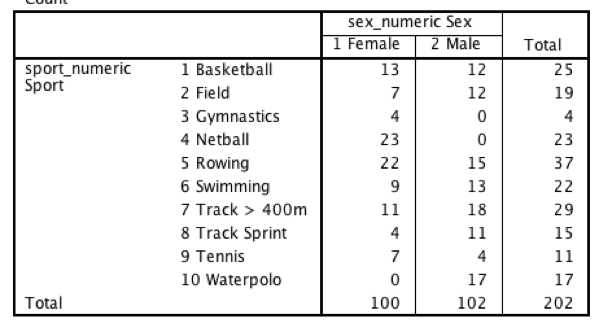 Count
sex_numeric Sex
1 Female 2 Male Total
sport_numeric Sport 1 Basketball 13 12 25
2 Field 7 12 19
3 Gymnastics 4 0 4
4 Netball 23 0 23
5 Rowing 22 15 37
6 Swimming 9 13 22
7 Track > 400m 11 18 29
8 Track Sprint 4 11 15
9 Tennis 7 4 11
10 Waterpolo 0 17 17
Total 100 102 202